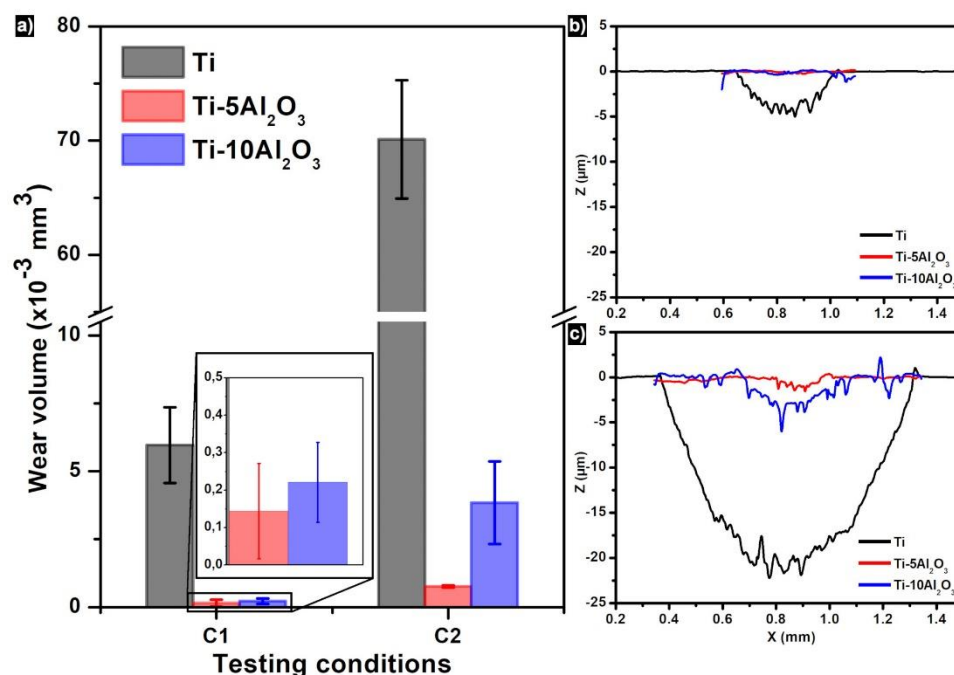 a)
Wear volume (x10⁻³ mm³)
80
70
60
10
5
0
Ti
Ti-5Al₂O₃
Ti-10Al₂O₃
0,5
0,4
0,3
0,2
0,1
0,0
C1
C2
Testing conditions
b)
Z (µm)
5
0
-5
-10
-15
-20
-25
Ti
Ti-5Al₂O₃
Ti-10Al₂O₃
0.2 0.4 0.6 0.8 1.0 1.2 1.4
c)
Z (µm)
5
0
-5
-10
-15
-20
-25
Ti
Ti-5Al₂O₃
Ti-10Al₂O₃
0.2 0.4 0.6 0.8 1.0 1.2 1.4
X (mm)